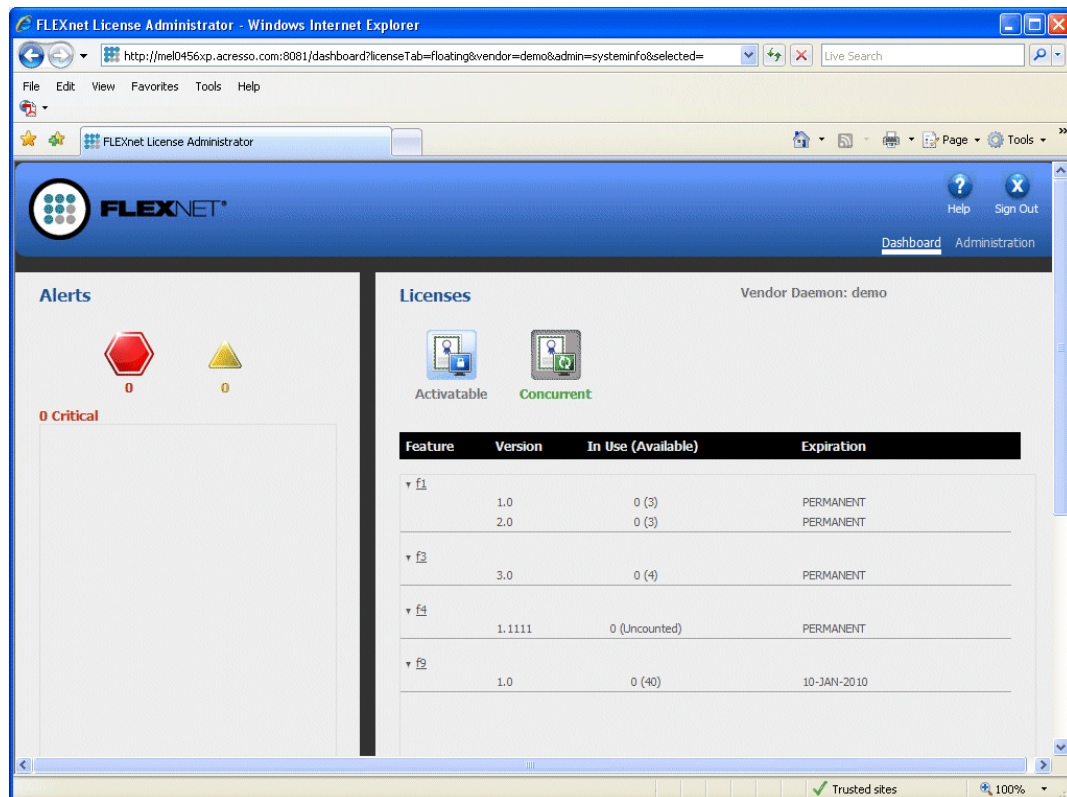 FLEXnet License Administrator - Windows Internet Explorer
http://mel0456xp.acresso.com:8081/dashboard?licenseTab=floating&vendor=demo&admin=systeminfo&selected=
Live Search
File Edit View Favorites Tools Help
FLEXnet License Administrator
Page Tools
FLEXNET
Help Sign Out
Dashboard Administration
Alerts
0 0
0 Critical
Licenses
Vendor Daemon: demo
Activatable Concurrent
Feature Version In Use (Available) Expiration
f1
1.0 0 (3) PERMANENT
2.0 0 (3) PERMANENT
f3
3.0 0 (4) PERMANENT
f4
1.1111 0 (Uncounted) PERMANENT
f9
1.0 0 (40) 10-JAN-2010
Trusted sites 100%